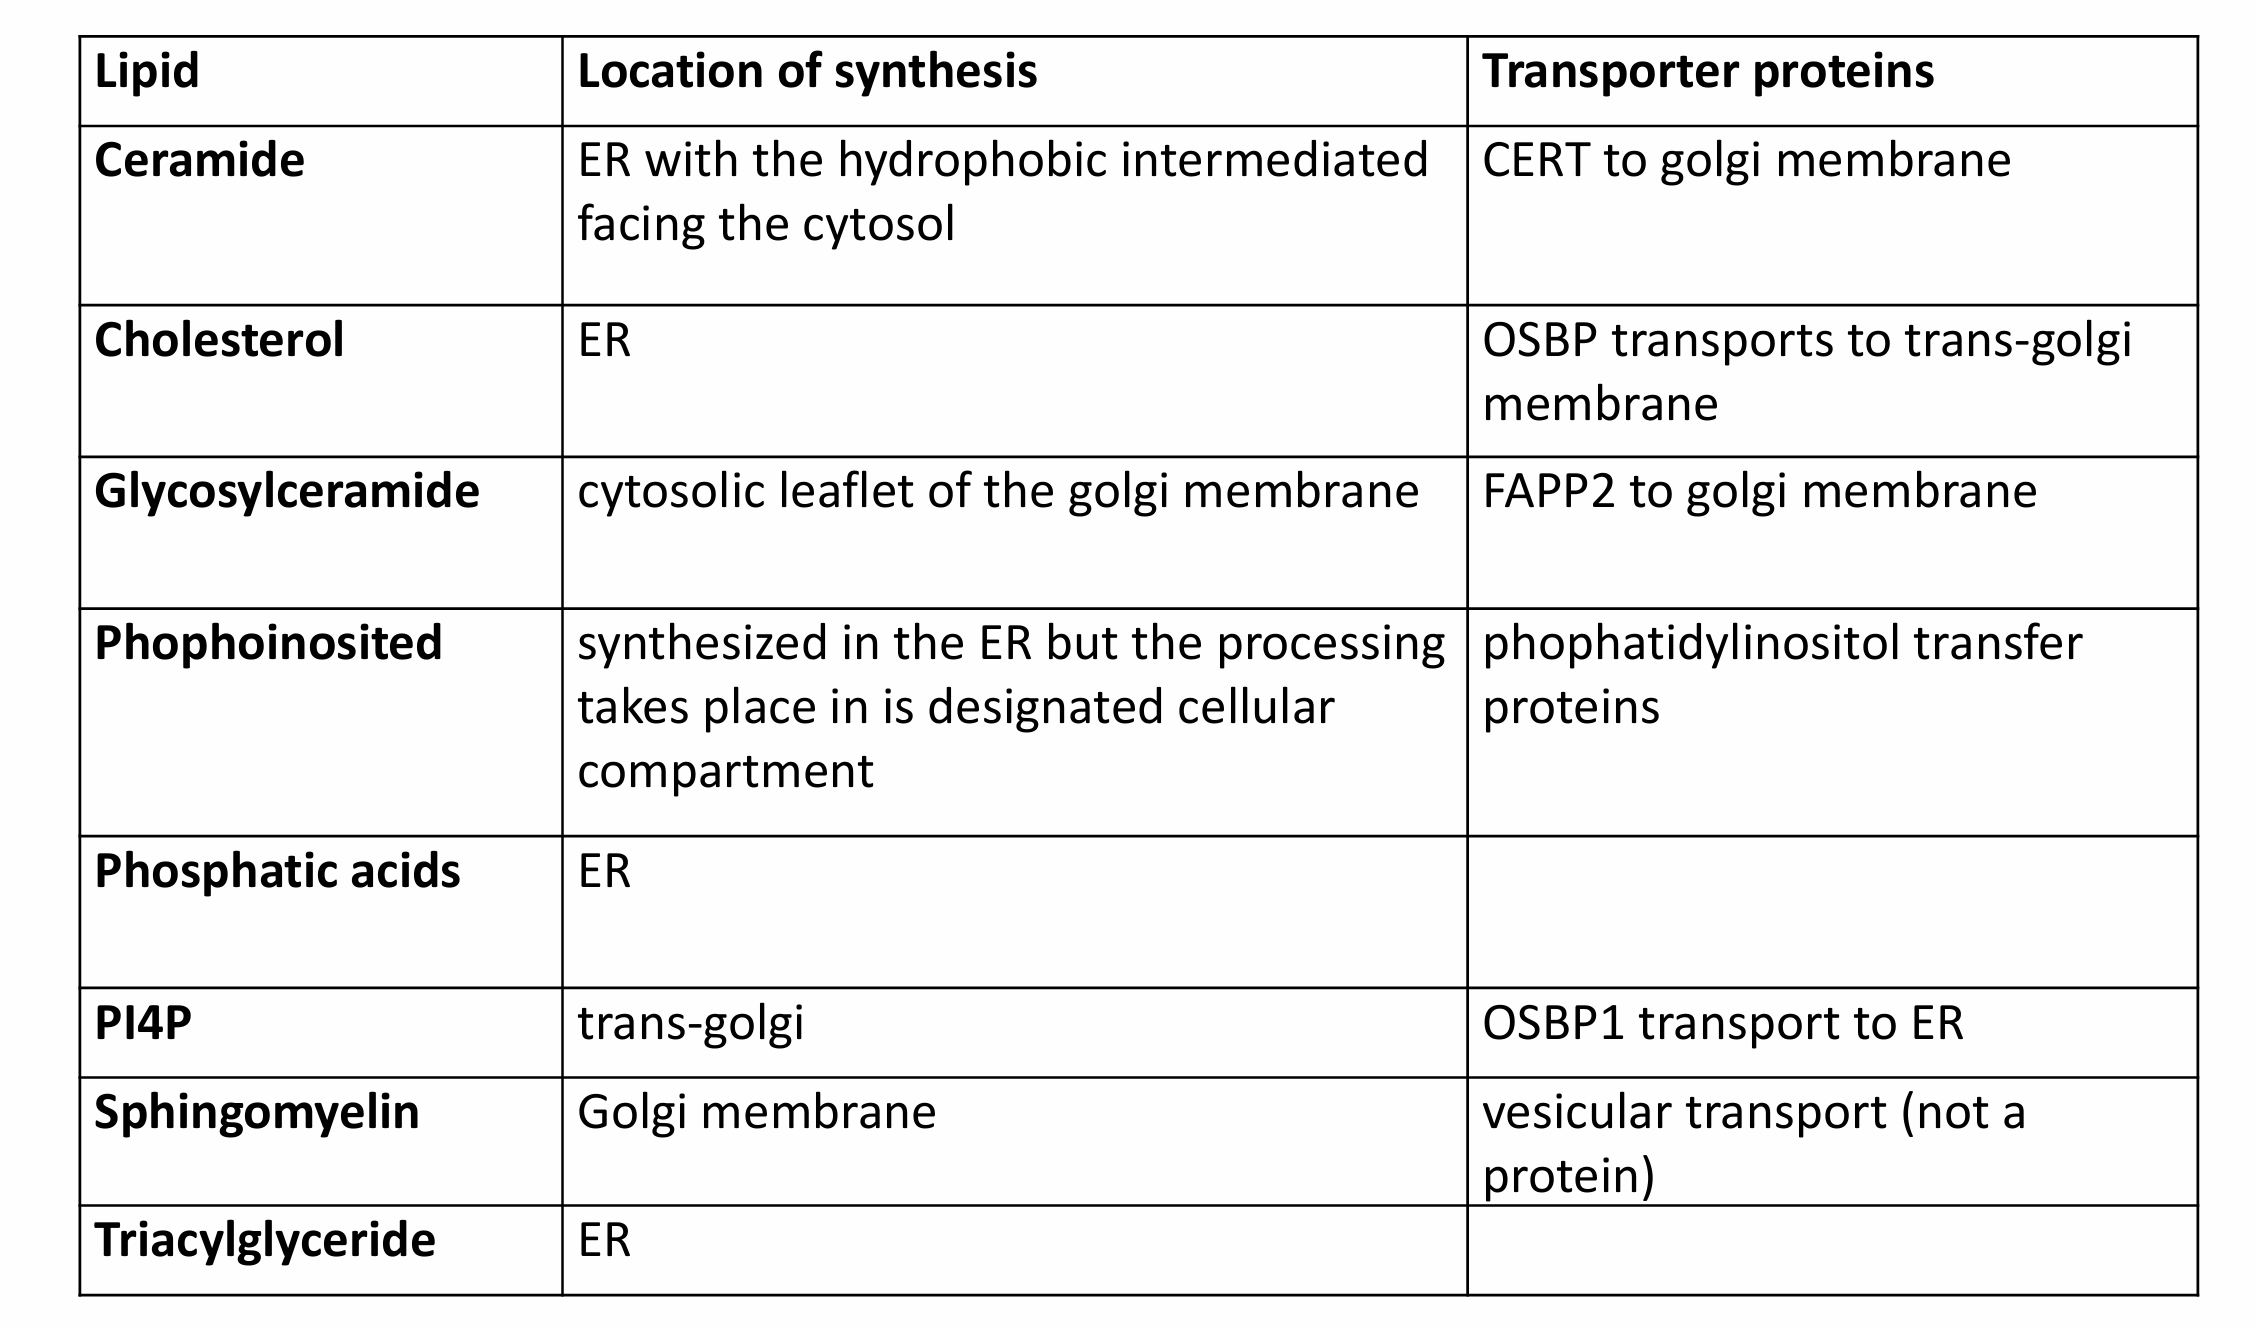 Lipid
Location of synthesis
Transporter proteins
Ceramide
ER with the hydrophobic intermediated
facing the cytosol
CERT to golgi membrane
Cholesterol
ER
OSBP transports to trans-golgi
membrane
Glycosylceramide
cytosolic leaflet of the golgi membrane
FAPP2 to golgi membrane
Phophoinosited
synthesized in the ER but the processing
takes place in is designated cellular
compartment
phophatidylinositol transfer
proteins
Phosphatic acids
ER
PI4P
trans-golgi
OSBP1 transport to ER
Sphingomyelin
Golgi membrane
vesicular transport (not a
protein)
Triacylglyceride
ER